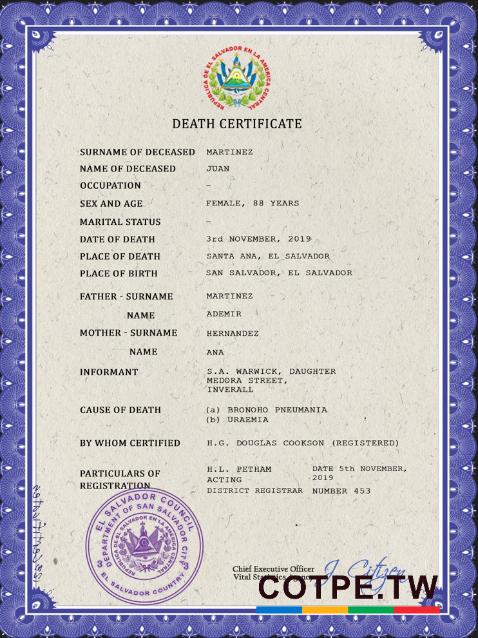 REPUBLICA DE EL SALVADOR EN LA AMERICA CENTRAL
DEATH CERTIFICATE
SURNAME OF DECEASED MARTINEZ
NAME OF DECEASED JUAN
OCCUPATION –
SEX AND AGE FEMALE, 88 YEARS
MARITAL STATUS –
DATE OF DEATH 3rd NOVEMBER, 2019
PLACE OF DEATH SANTA ANA, EL SALVADOR
PLACE OF BIRTH SAN SALVADOR, EL SALVADOR
FATHER - SURNAME MARTINEZ
NAME ADEMIR
MOTHER - SURNAME HERNANDEZ
NAME ANA
INFORMANT S.A. WARWICK, DAUGHTER
MEDORA STREET,
INVERALL
CAUSE OF DEATH (a) BRONOHO PNEUMANIA
(b) URAEMIA
BY WHOM CERTIFIED H.G. DOUGLAS COOKSON (REGISTERED)
PARTICULARS OF H.L. PETHAM DATE 5th NOVEMBER,
REGISTRATION ACTING 2019
DISTRICT REGISTRAR NUMBER 453
EL SALVADOR COUNCIL
DEPARTMENT OF SAN SALVADOR CITY
EL SALVADOR COUNTRY
Chief Executive Officer J. Citizen
Vital Statistics Agency
COTPE.TW